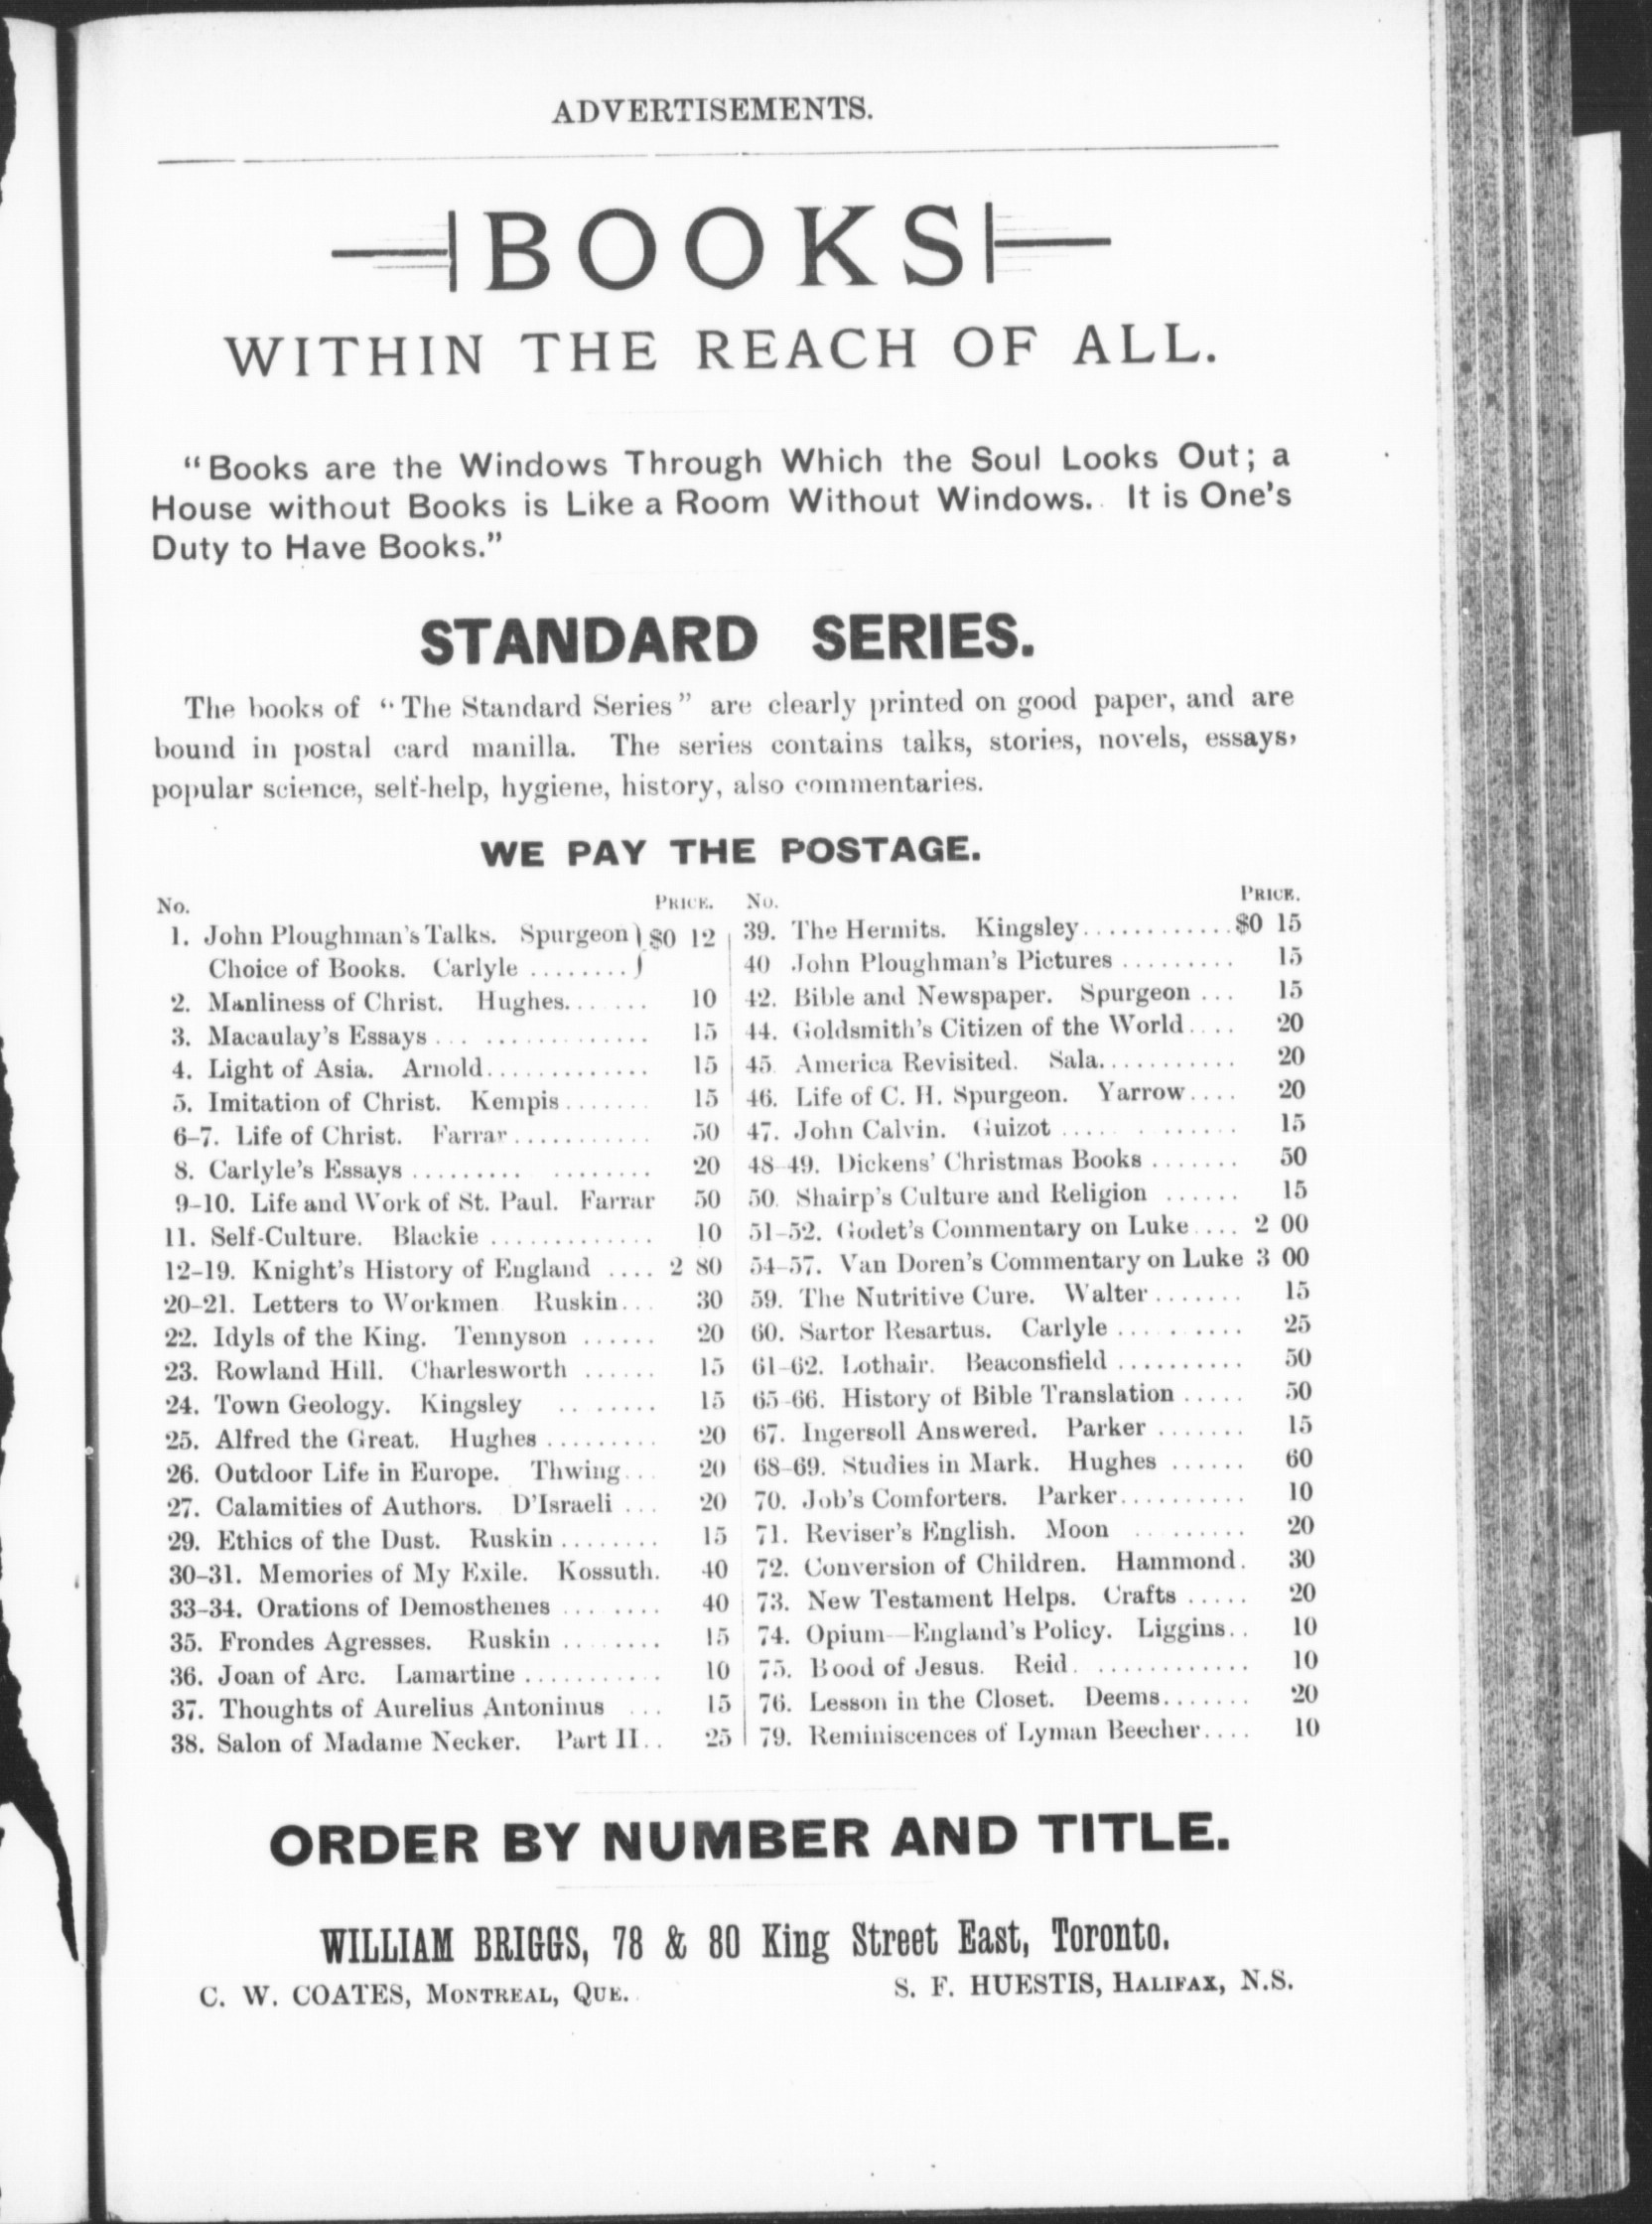 ADVERTISEMENTS.
BOOKS
WITHIN THE REACH OF ALL.
"Books are the Windows Through Which the Soul Looks Out; a
House without Books is Like a Room Without Windows. It is One's
Duty to Have Books."
STANDARD SERIES.
The books of "The Standard Series" are clearly printed on good paper, and are
bound in postal card manilla. The series contains talks, stories, novels, essays,
popular science, self-help, hygiene, history, also commentaries.
WE PAY THE POSTAGE.
No. PRICE.
1. John Ploughman's Talks. Spurgeon } $0 12
Choice of Books. Carlyle ........ }
2. Manliness of Christ. Hughes....... 10
3. Macaulay's Essays ... .............. 15
4. Light of Asia. Arnold............. 15
5. Imitation of Christ. Kempis....... 15
6-7. Life of Christ. Farrar............ 50
8. Carlyle's Essays ......... ........ 20
9-10. Life and Work of St. Paul. Farrar 50
11. Self-Culture. Blackie ............. 10
12-19. Knight's History of England .... 2 80
20-21. Letters to Workmen Ruskin... 30
22. Idyls of the King. Tennyson ...... 20
23. Rowland Hill. Charlesworth ...... 15
24. Town Geology. Kingsley ........ 15
25. Alfred the Great. Hughes ......... 20
26. Outdoor Life in Europe. Thwing... 20
27. Calamities of Authors. D'Israeli ... 20
29. Ethics of the Dust. Ruskin ........ 15
30-31. Memories of My Exile. Kossuth. 40
33-34. Orations of Demosthenes ........ 40
35. Frondes Agresses. Ruskin ........ 15
36. Joan of Arc. Lamartine ........... 10
37. Thoughts of Aurelius Antoninus ... 15
38. Salon of Madame Necker. Part II.. 25
No. PRICE.
39. The Hermits. Kingsley............$0 15
40 John Ploughman's Pictures ......... 15
42. Bible and Newspaper. Spurgeon ... 15
44. Goldsmith's Citizen of the World.... 20
45. America Revisited. Sala........... 20
46. Life of C. H. Spurgeon. Yarrow.... 20
47. John Calvin. Guizot .... ....... 15
48-49. Dickens' Christmas Books ....... 50
50. Shairp's Culture and Religion ...... 15
51-52. Godet's Commentary on Luke.... 2 00
54-57. Van Doren's Commentary on Luke 3 00
59. The Nutritive Cure. Walter ....... 15
60. Sartor Resartus. Carlyle ......... 25
61-62. Lothair. Beaconsfield .......... 50
65-66. History of Bible Translation ..... 50
67. Ingersoll Answered. Parker ....... 15
68-69. Studies in Mark. Hughes ...... 60
70. Job's Comforters. Parker.......... 10
71. Reviser's English. Moon ......... 20
72. Conversion of Children. Hammond. 30
73. New Testament Helps. Crafts ..... 20
74. Opium—England's Policy. Liggins.. 10
75. B ood of Jesus. Reid. ............ 10
76. Lesson in the Closet. Deems....... 20
79. Reminiscences of Lyman Beecher.... 10
ORDER BY NUMBER AND TITLE.
WILLIAM BRIGGS, 78 & 80 King Street East, Toronto.
C. W. COATES, MONTREAL, QUE. S. F. HUESTIS, HALIFAX, N.S.